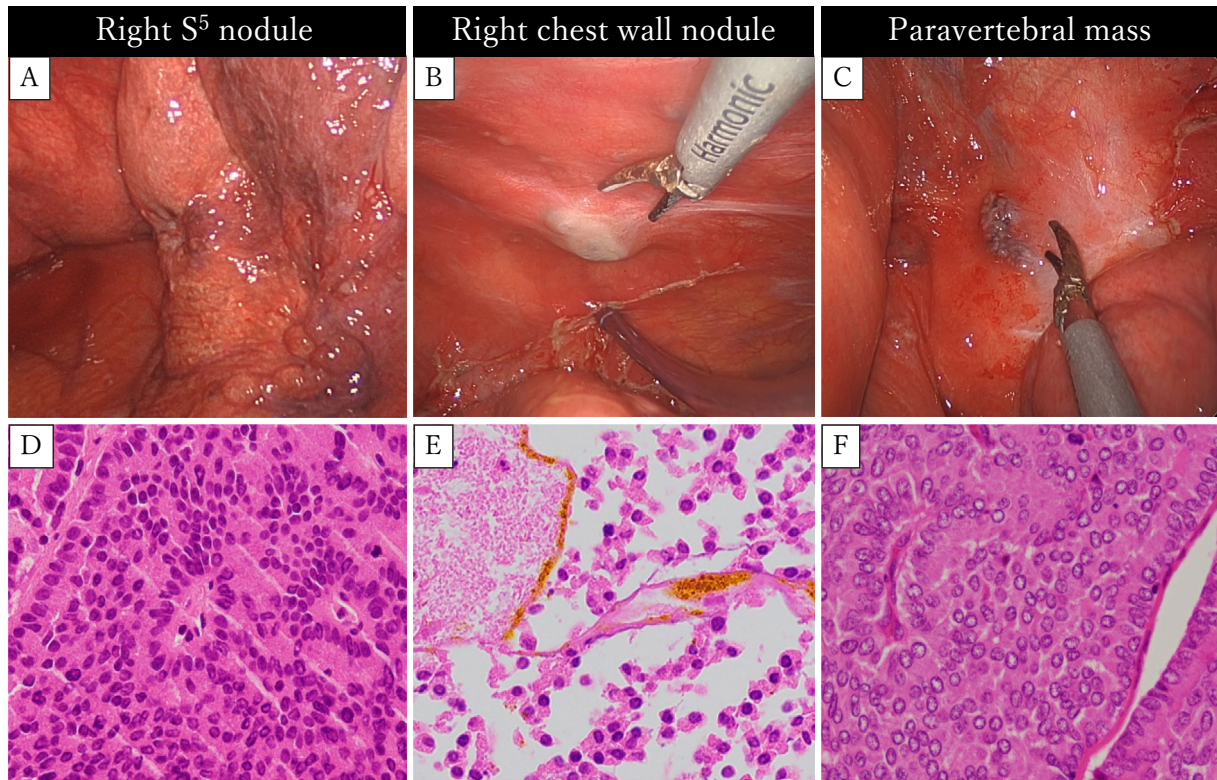 Right S⁵ nodule
Right chest wall nodule
Paravertebral mass
A
B
Harmonic
C
D
E
F